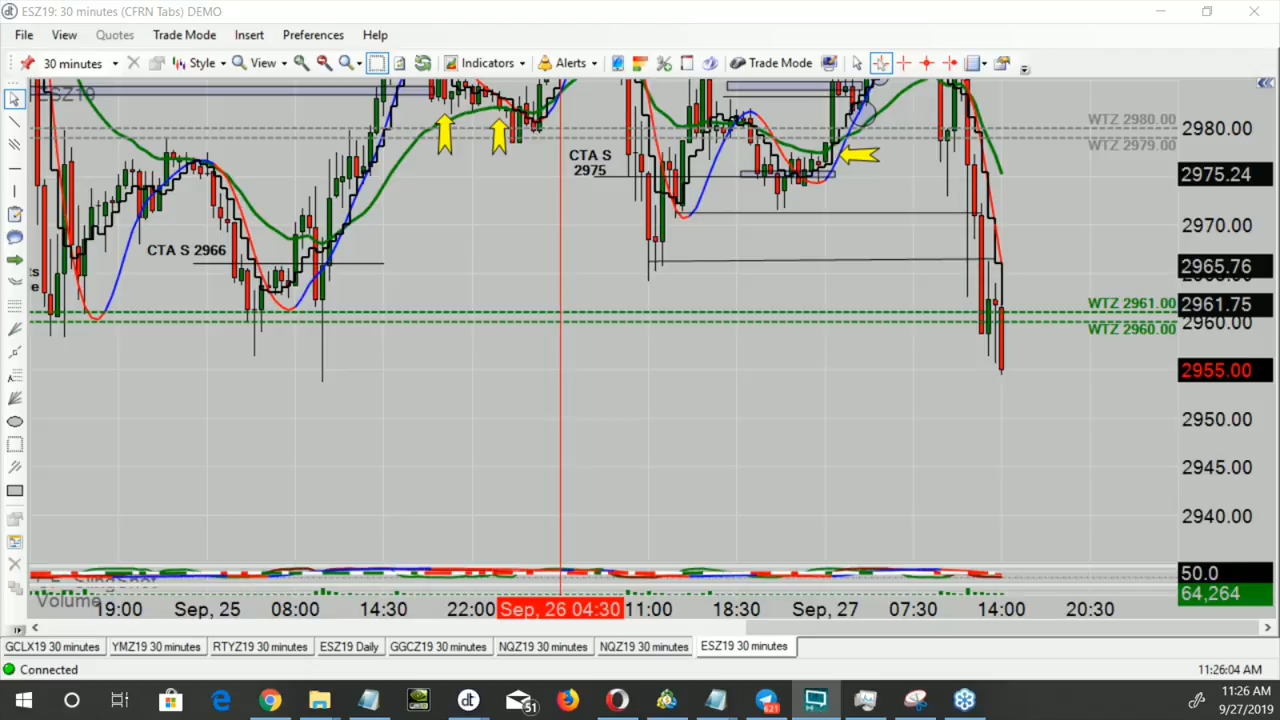 ESZ19: 30 minutes (CFRN Tabs) DEMO
File View Quotes Trade Mode Insert Preferences Help
30 minutes Style View Indicators Alerts Trade Mode
ESZ19
WTZ 2980.00
2980.00
WTZ 2979.00
CTA S
2975
2975.24
CTA S 2966
2970.00
2965.76
WTZ 2961.00
2961.75
WTZ 2960.00
2960.00
2955.00
2950.00
2945.00
2940.00
50.0
Volume
64,264
19:00 Sep, 25 08:00 14:30 22:00 Sep, 26 04:30 11:00 18:30 Sep, 27 07:30 14:00 20:30
GCLX19 30 minutes YMZ19 30 minutes RTYZ19 30 minutes ESZ19 Daily GGCZ19 30 minutes NQZ19 30 minutes NQZ19 30 minutes ESZ19 30 minutes
Connected
11:26:04 AM
51
621
11:26 AM
9/27/2019